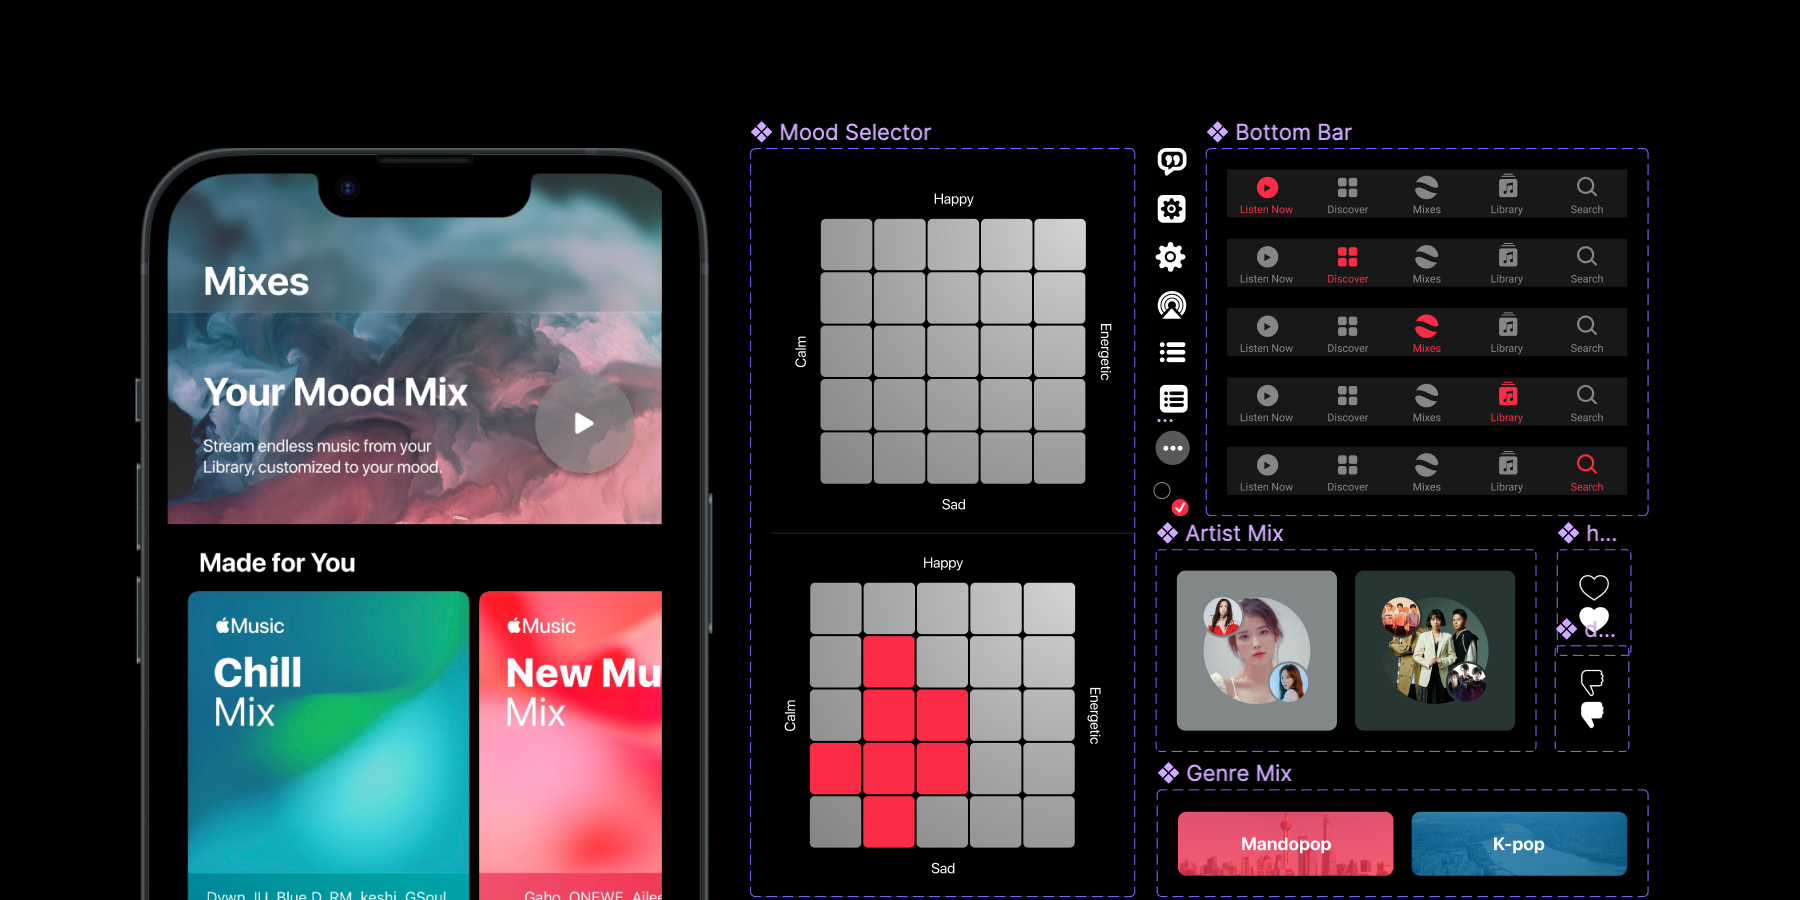 Mixes
Your Mood Mix
Stream endless music from your
Library, customized to your mood.
Made for You
Music
Chill
Mix
Dvwn, IU, Blue.D, RM, keshi, GSoul,
Music
New Mu
Mix
Gaho, ONEWE, Ailee
Mood Selector
Happy
Calm
Energetic
Sad
Happy
Calm
Energetic
Sad
Bottom Bar
Listen Now Discover Mixes Library Search
Listen Now Discover Mixes Library Search
Listen Now Discover Mixes Library Search
Listen Now Discover Mixes Library Search
Listen Now Discover Mixes Library Search
Artist Mix
h...
d...
Genre Mix
Mandopop
K-pop